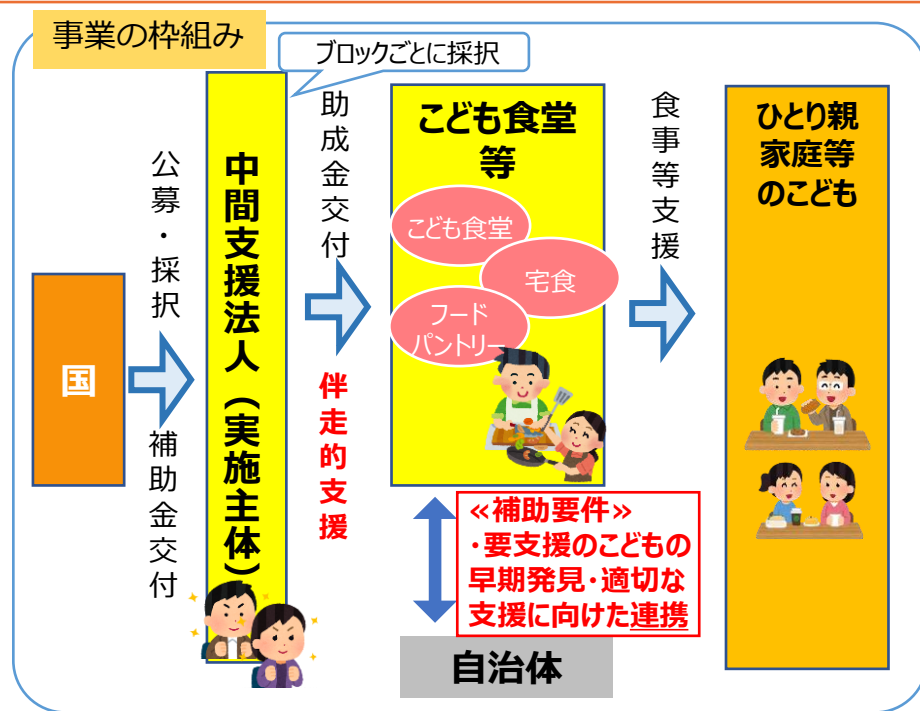 事業の枠組み
ブロックごとに採択
国
公募・採択
補助金交付
中間支援法人（実施主体）
助成金交付
伴走的支援
こども食堂
等
こども食堂
宅食
フード
パントリー
食事等支援
ひとり親
家庭等
のこども
≪補助要件≫
・要支援のこどもの
早期発見・適切な
支援に向けた連携
自治体